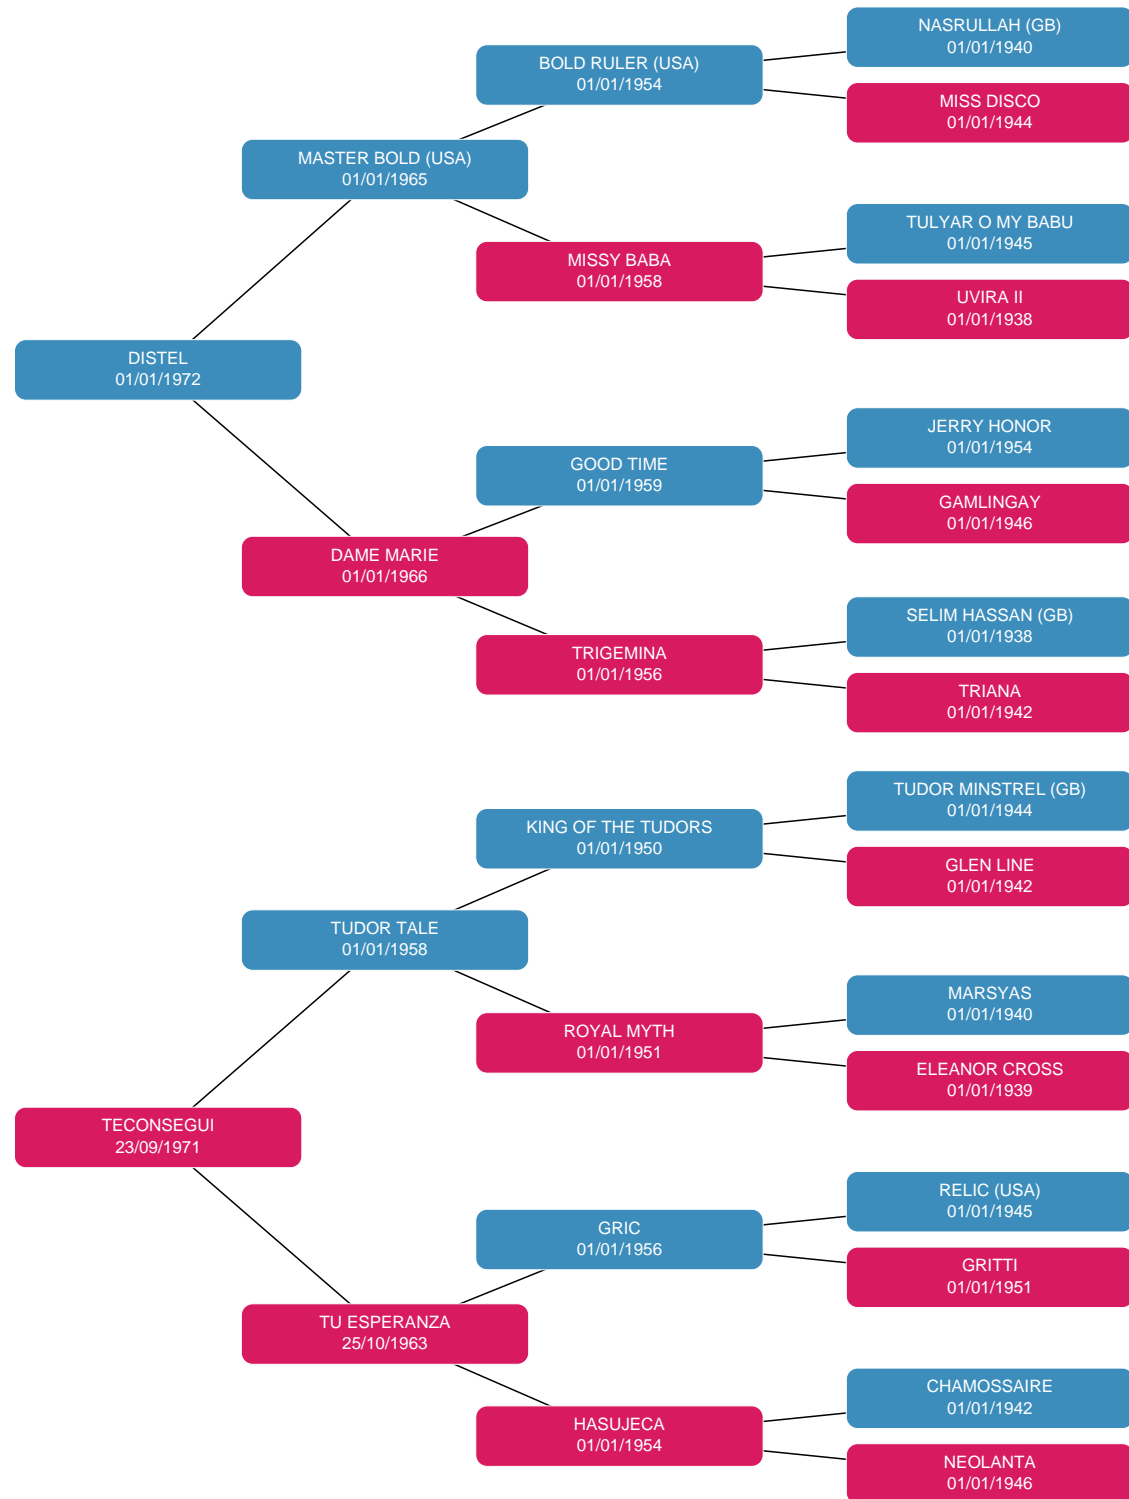 NASRULLAH (GB)
01/01/1940
BOLD RULER (USA)
01/01/1954
MISS DISCO
01/01/1944
MASTER BOLD (USA)
01/01/1965
TULYAR O MY BABU
01/01/1945
MISSY BABA
01/01/1958
UVIRA II
01/01/1938
DISTEL
01/01/1972
JERRY HONOR
01/01/1954
GOOD TIME
01/01/1959
GAMLINGAY
01/01/1946
DAME MARIE
01/01/1966
SELIM HASSAN (GB)
01/01/1938
TRIGEMINA
01/01/1956
TRIANA
01/01/1942
TUDOR MINSTREL (GB)
01/01/1944
KING OF THE TUDORS
01/01/1950
GLEN LINE
01/01/1942
TUDOR TALE
01/01/1958
MARSYAS
01/01/1940
ROYAL MYTH
01/01/1951
ELEANOR CROSS
01/01/1939
TECONSEGUI
23/09/1971
RELIC (USA)
01/01/1945
GRIC
01/01/1956
GRITTI
01/01/1951
TU ESPERANZA
25/10/1963
CHAMOSSAIRE
01/01/1942
HASUJECA
01/01/1954
NEOLANTA
01/01/1946